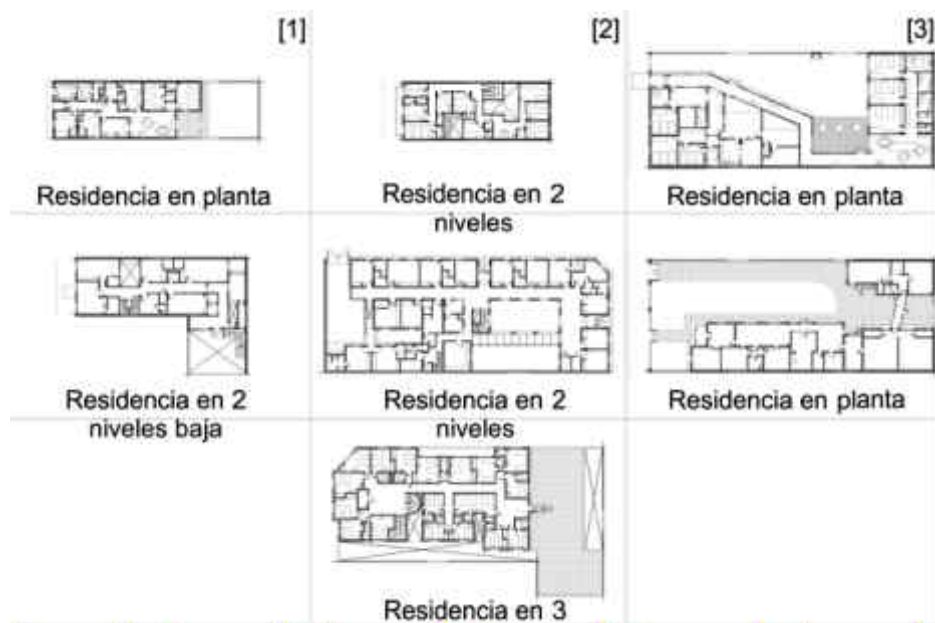 [1]
[2]
[3]
Residencia en planta
Residencia en 2
niveles
Residencia en planta
Residencia en 2
niveles baja
Residencia en 2
niveles
Residencia en planta
Residencia en 3